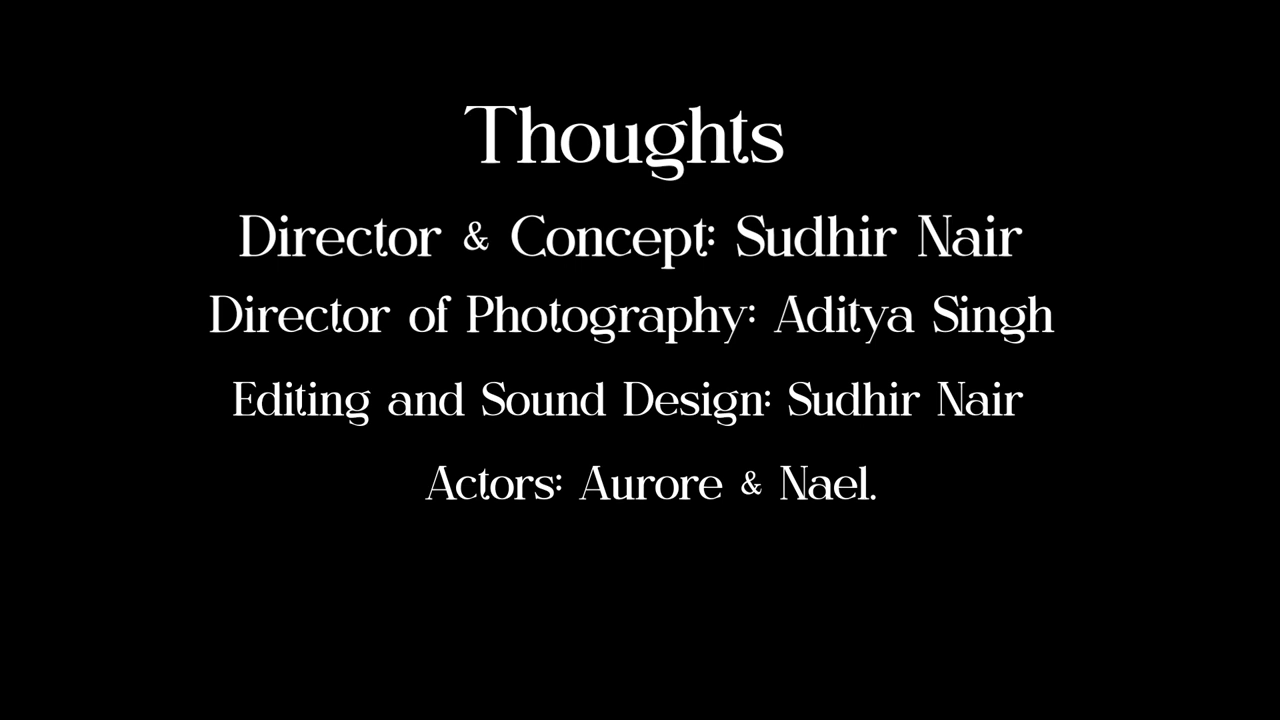 Thoughts
Director & Concept: Sudhir Nair
Director of Photography: Aditya Singh
Editing and Sound Design: Sudhir Nair
Actors: Aurore & Nael.